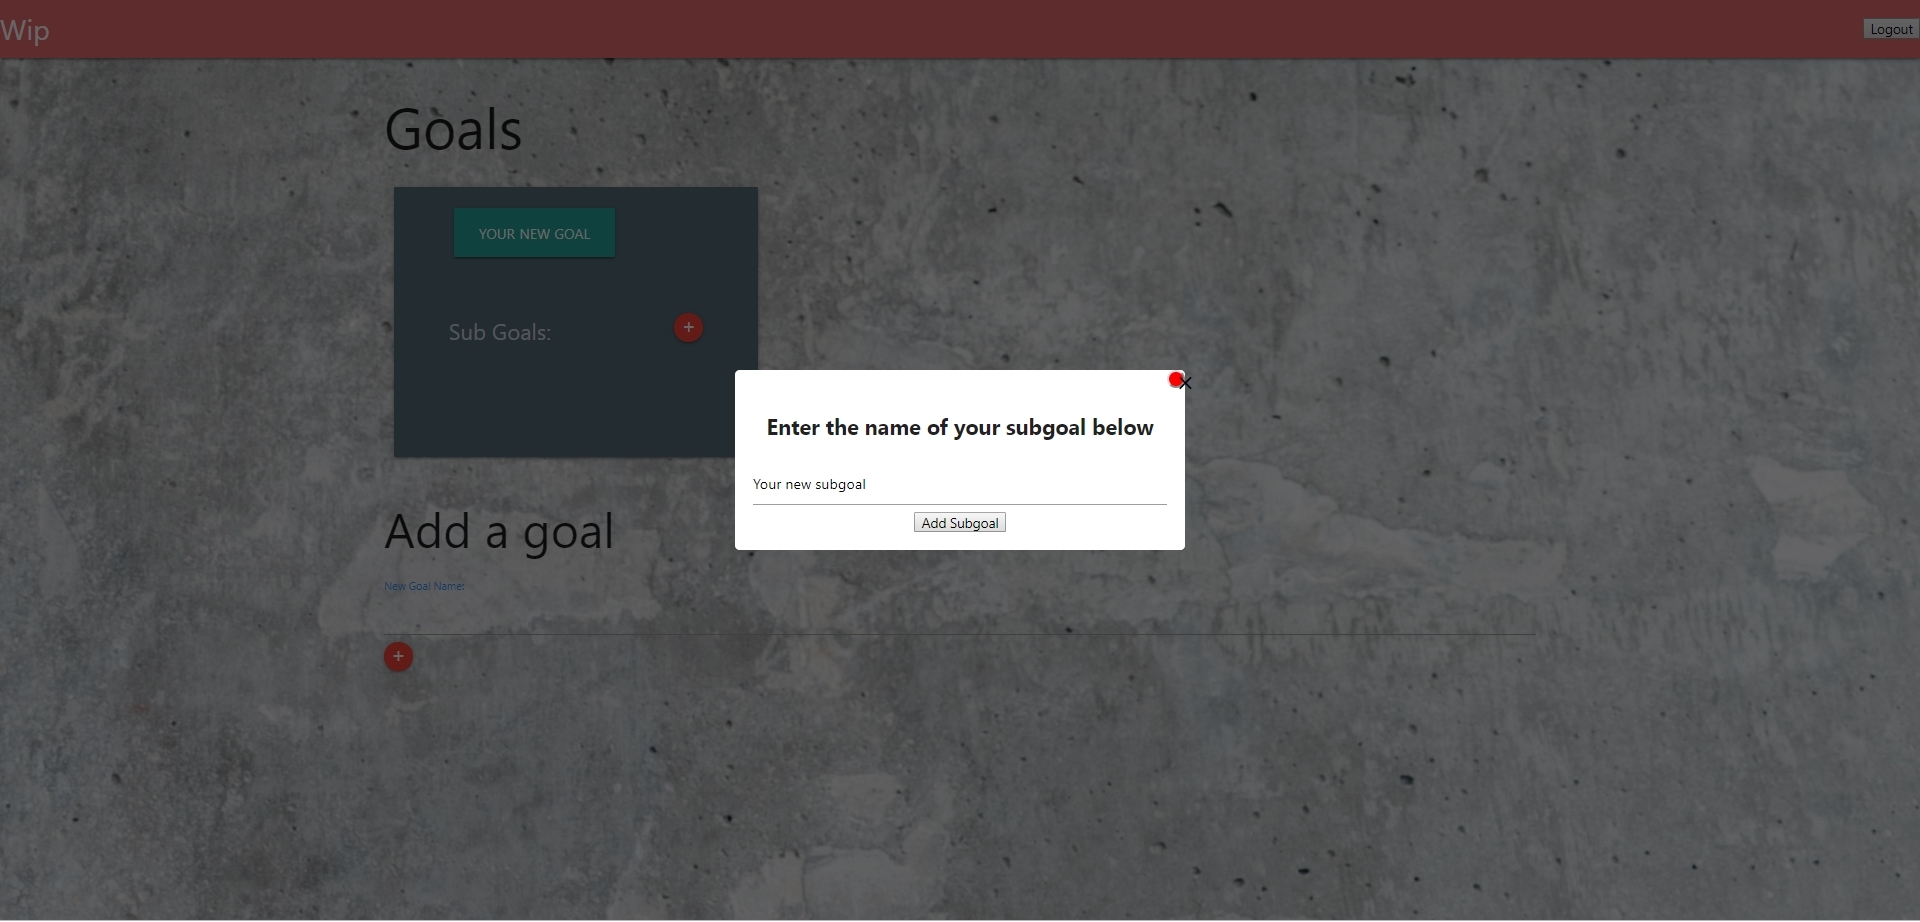 Wip
Logout
Goals
YOUR NEW GOAL
Sub Goals:
+
Enter the name of your subgoal below
Your new subgoal
Add Subgoal
Add a goal
New Goal Name:
+